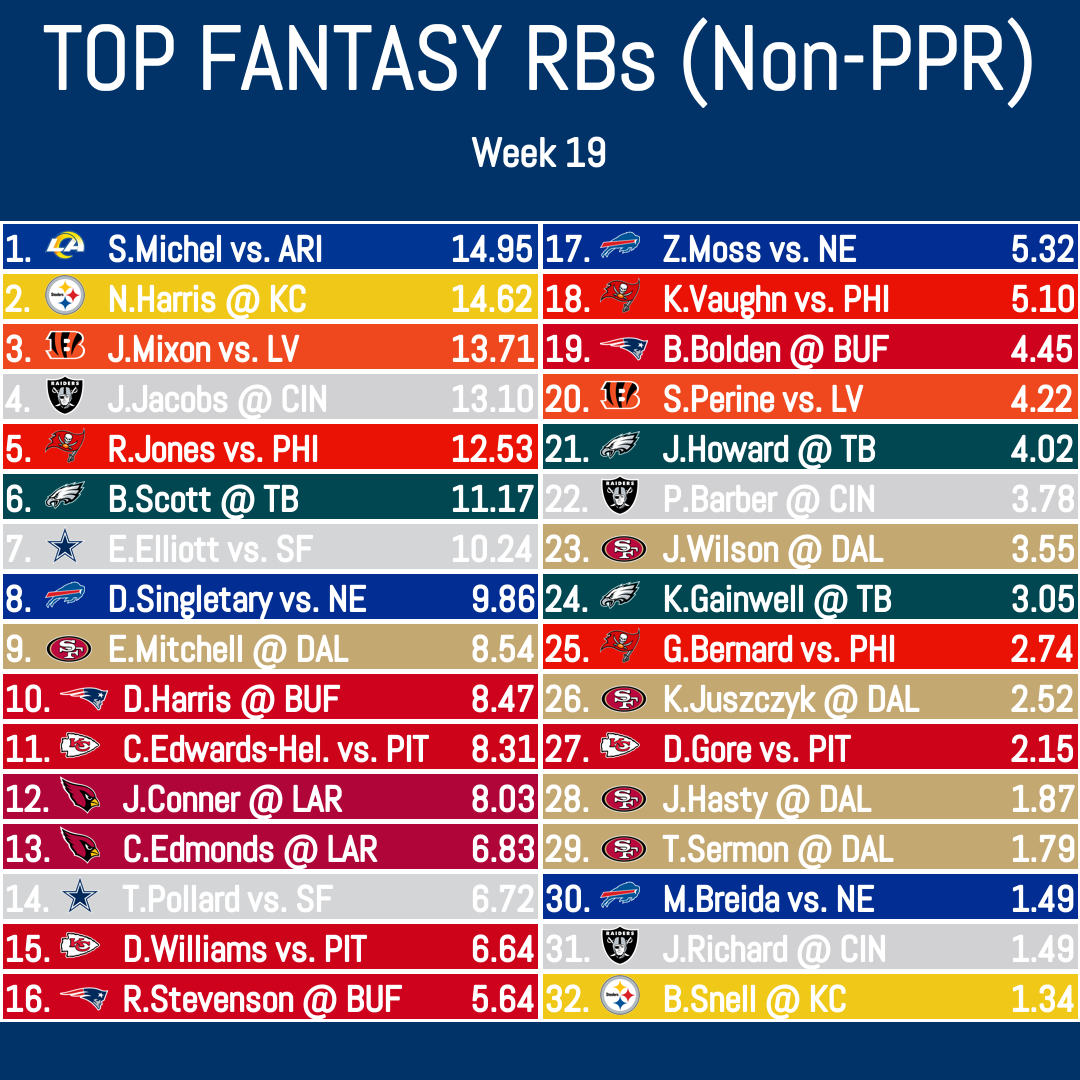 TOP FANTASY RBs (Non-PPR)
Week 19
1. S.Michel vs. ARI 14.95
2. N.Harris @ KC 14.62
3. J.Mixon vs. LV 13.71
4. J.Jacobs @ CIN 13.10
5. R.Jones vs. PHI 12.53
6. B.Scott @ TB 11.17
7. E.Elliott vs. SF 10.24
8. D.Singletary vs. NE 9.86
9. E.Mitchell @ DAL 8.54
10. D.Harris @ BUF 8.47
11. C.Edwards-Hel. vs. PIT 8.31
12. J.Conner @ LAR 8.03
13. C.Edmonds @ LAR 6.83
14. T.Pollard vs. SF 6.72
15. D.Williams vs. PIT 6.64
16. R.Stevenson @ BUF 5.64
17. Z.Moss vs. NE 5.32
18. K.Vaughn vs. PHI 5.10
19. B.Bolden @ BUF 4.45
20. S.Perine vs. LV 4.22
21. J.Howard @ TB 4.02
22. P.Barber @ CIN 3.78
23. J.Wilson @ DAL 3.55
24. K.Gainwell @ TB 3.05
25. G.Bernard vs. PHI 2.74
26. K.Juszczyk @ DAL 2.52
27. D.Gore vs. PIT 2.15
28. J.Hasty @ DAL 1.87
29. T.Sermon @ DAL 1.79
30. M.Breida vs. NE 1.49
31. J.Richard @ CIN 1.49
32. B.Snell @ KC 1.34